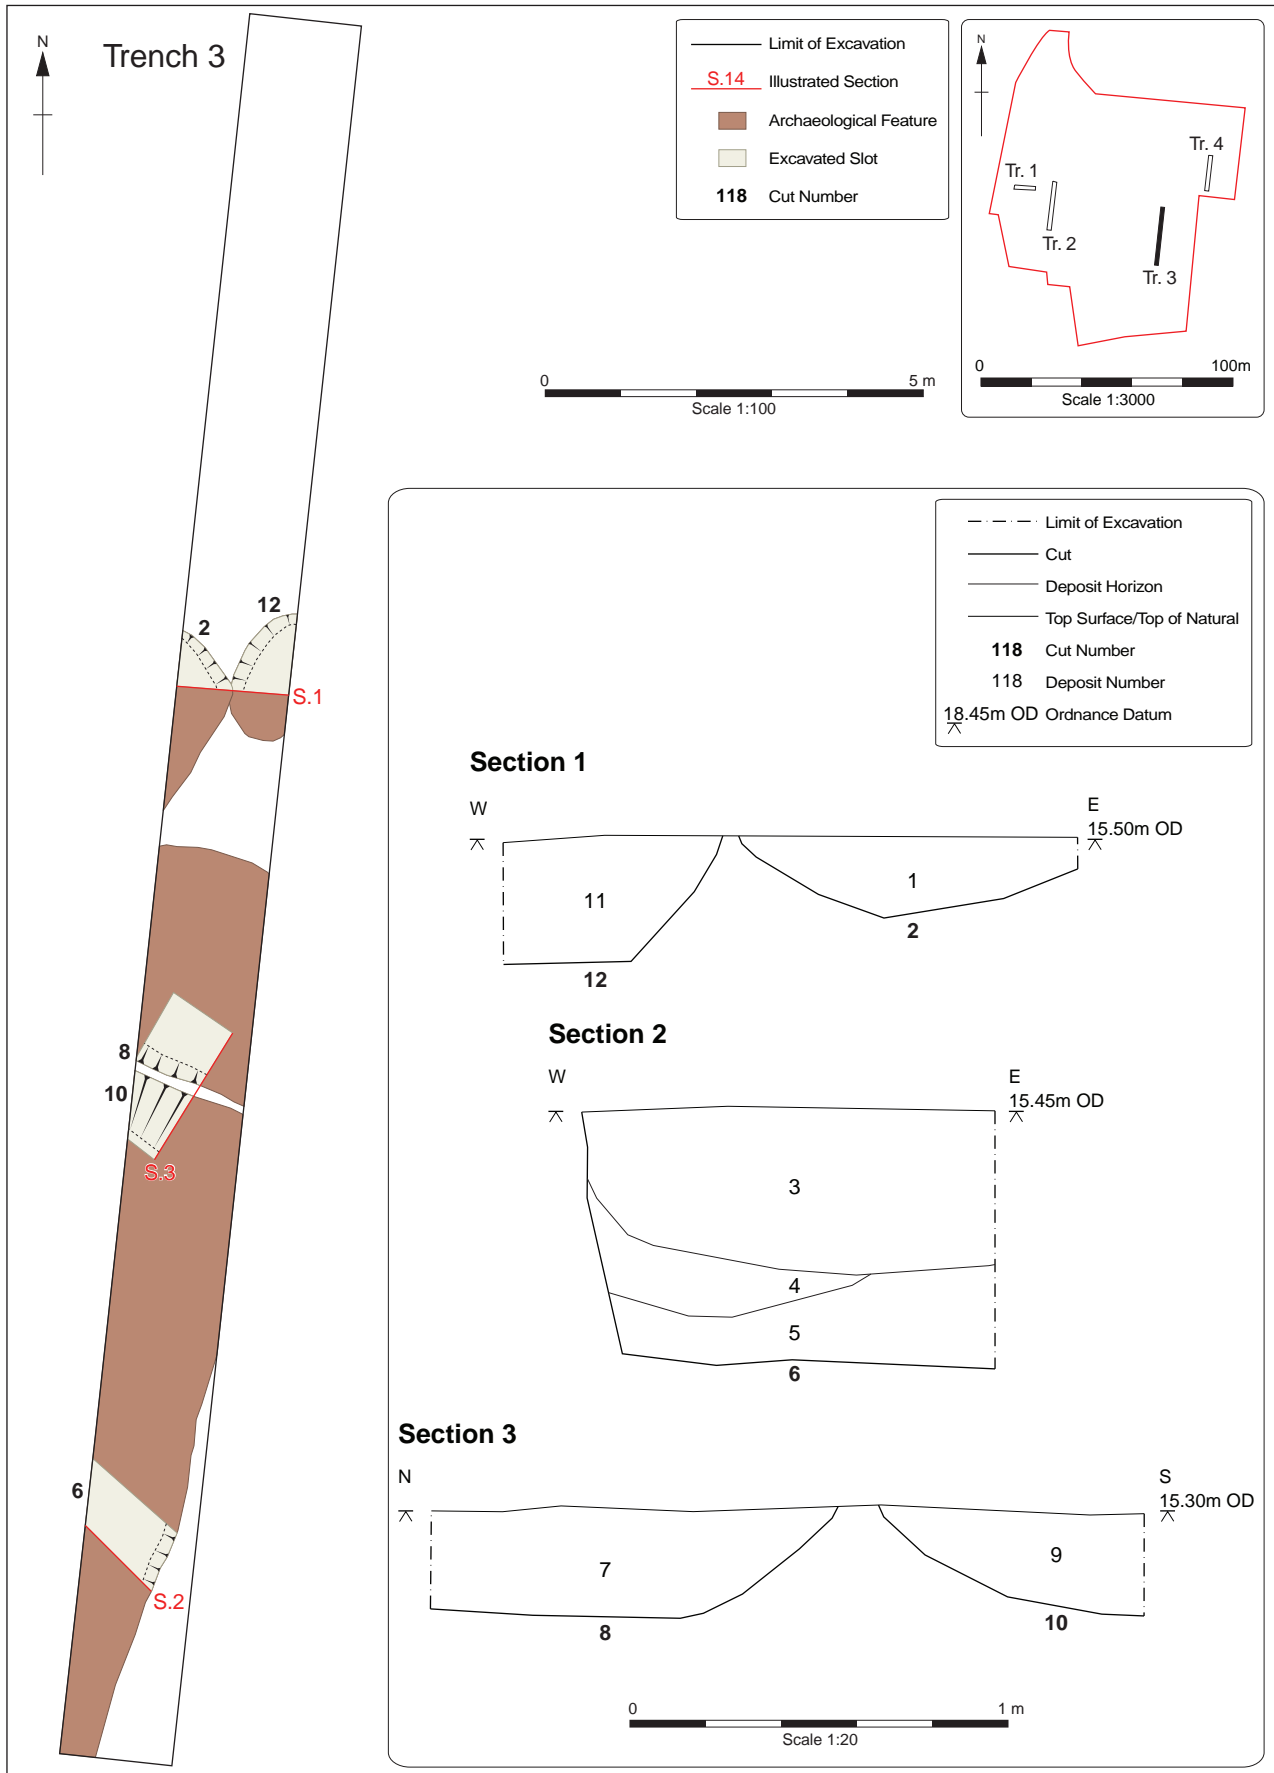 N
Trench 3
Limit of Excavation
S.14 Illustrated Section
Archaeological Feature
Excavated Slot
118 Cut Number
N
Tr. 1
Tr. 2
Tr. 3
Tr. 4
0 100m
Scale 1:3000
0 5 m
Scale 1:100
2
12
S.1
8
10
S.3
6
S.2
Limit of Excavation
Cut
Deposit Horizon
Top Surface/Top of Natural
118 Cut Number
118 Deposit Number
18.45m OD Ordnance Datum
Section 1
W
E
15.50m OD
11
1
2
12
Section 2
W
E
15.45m OD
3
4
5
6
Section 3
N
S
15.30m OD
7
9
8
10
0 1 m
Scale 1:20